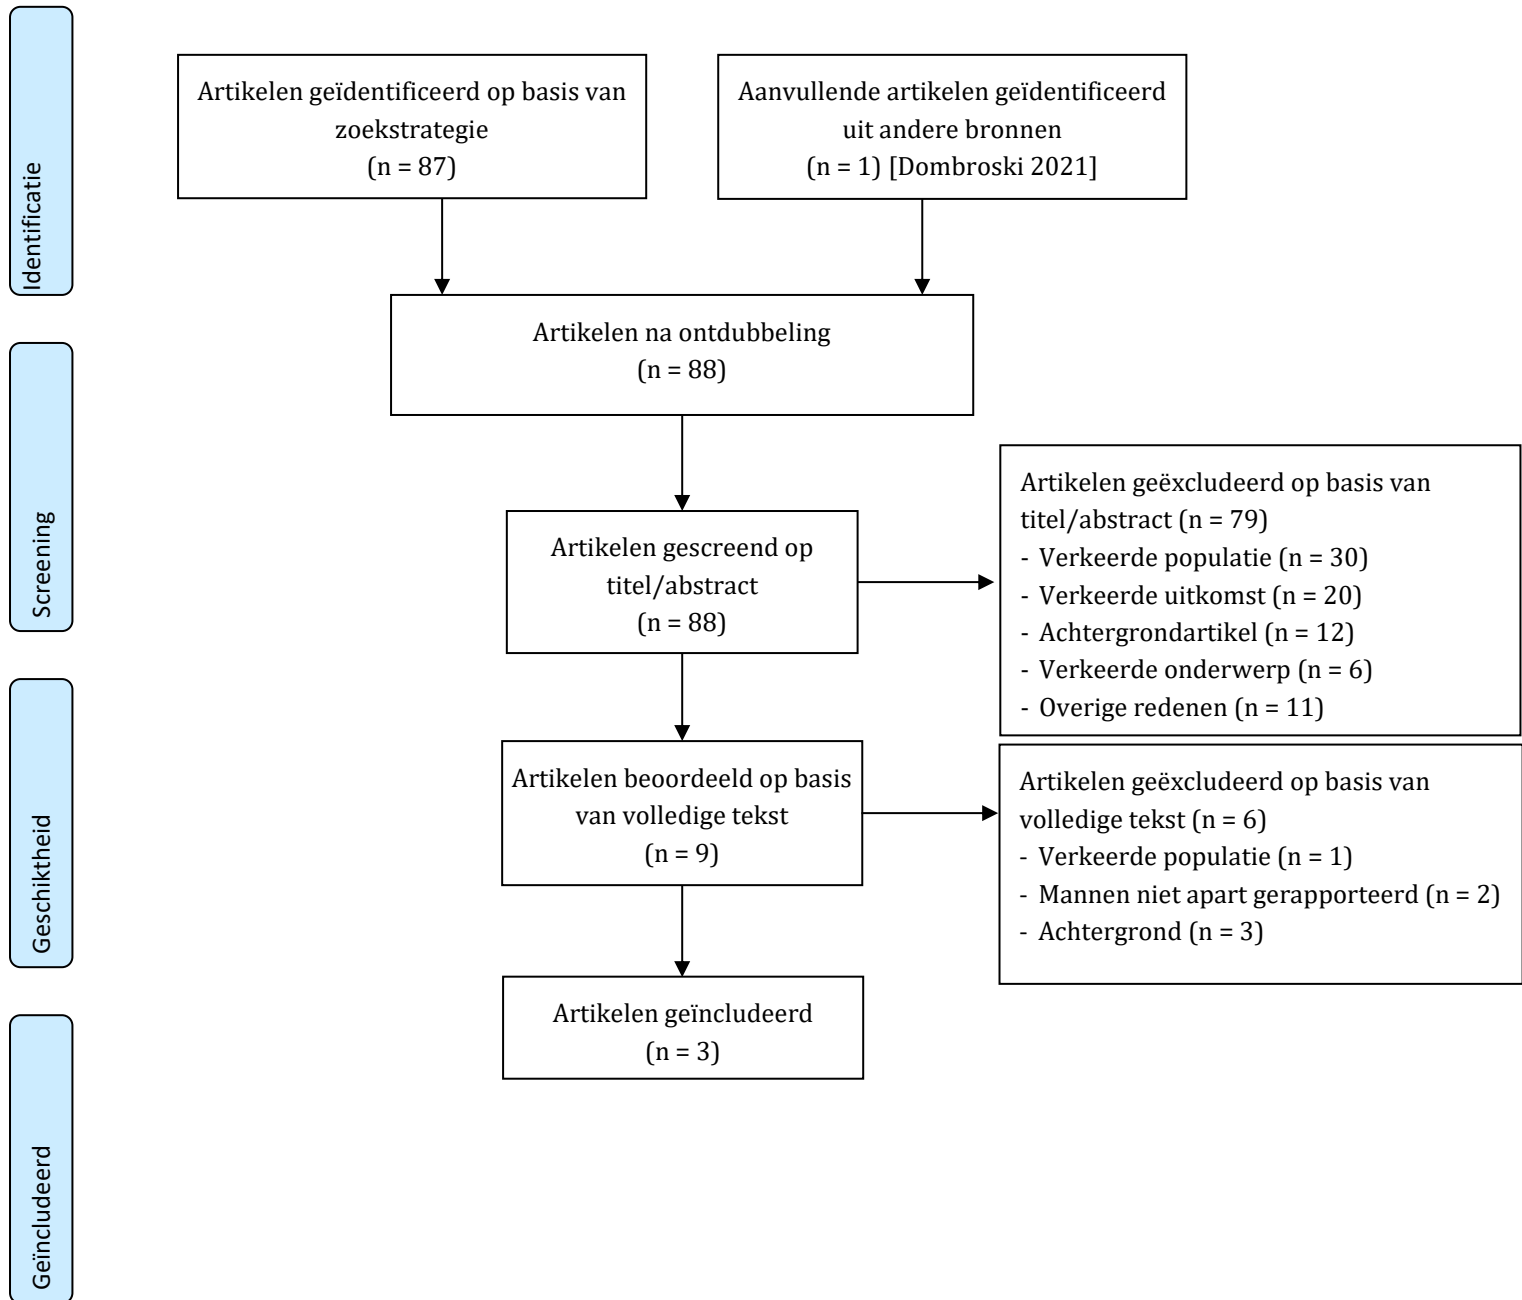 Identificatie
Artikelen geïdentificeerd op basis van
zoekstrategie
(n = 87)
Aanvullende artikelen geïdentificeerd
uit andere bronnen
(n = 1) [Dombroski 2021]
Artikelen na ontdubbeling
(n = 88)
Screening
Artikelen gescreend op
titel/abstract
(n = 88)
Artikelen geëxcludeerd op basis van
titel/abstract (n = 79)
- Verkeerde populatie (n = 30)
- Verkeerde uitkomst (n = 20)
- Achtergrondartikel (n = 12)
- Verkeerde onderwerp (n = 6)
- Overige redenen (n = 11)
Geschiktheid
Artikelen beoordeeld op basis
van volledige tekst
(n = 9)
Artikelen geëxcludeerd op basis van
volledige tekst (n = 6)
- Verkeerde populatie (n = 1)
- Mannen niet apart gerapporteerd (n = 2)
- Achtergrond (n = 3)
Geïncludeerd
Artikelen geïncludeerd
(n = 3)